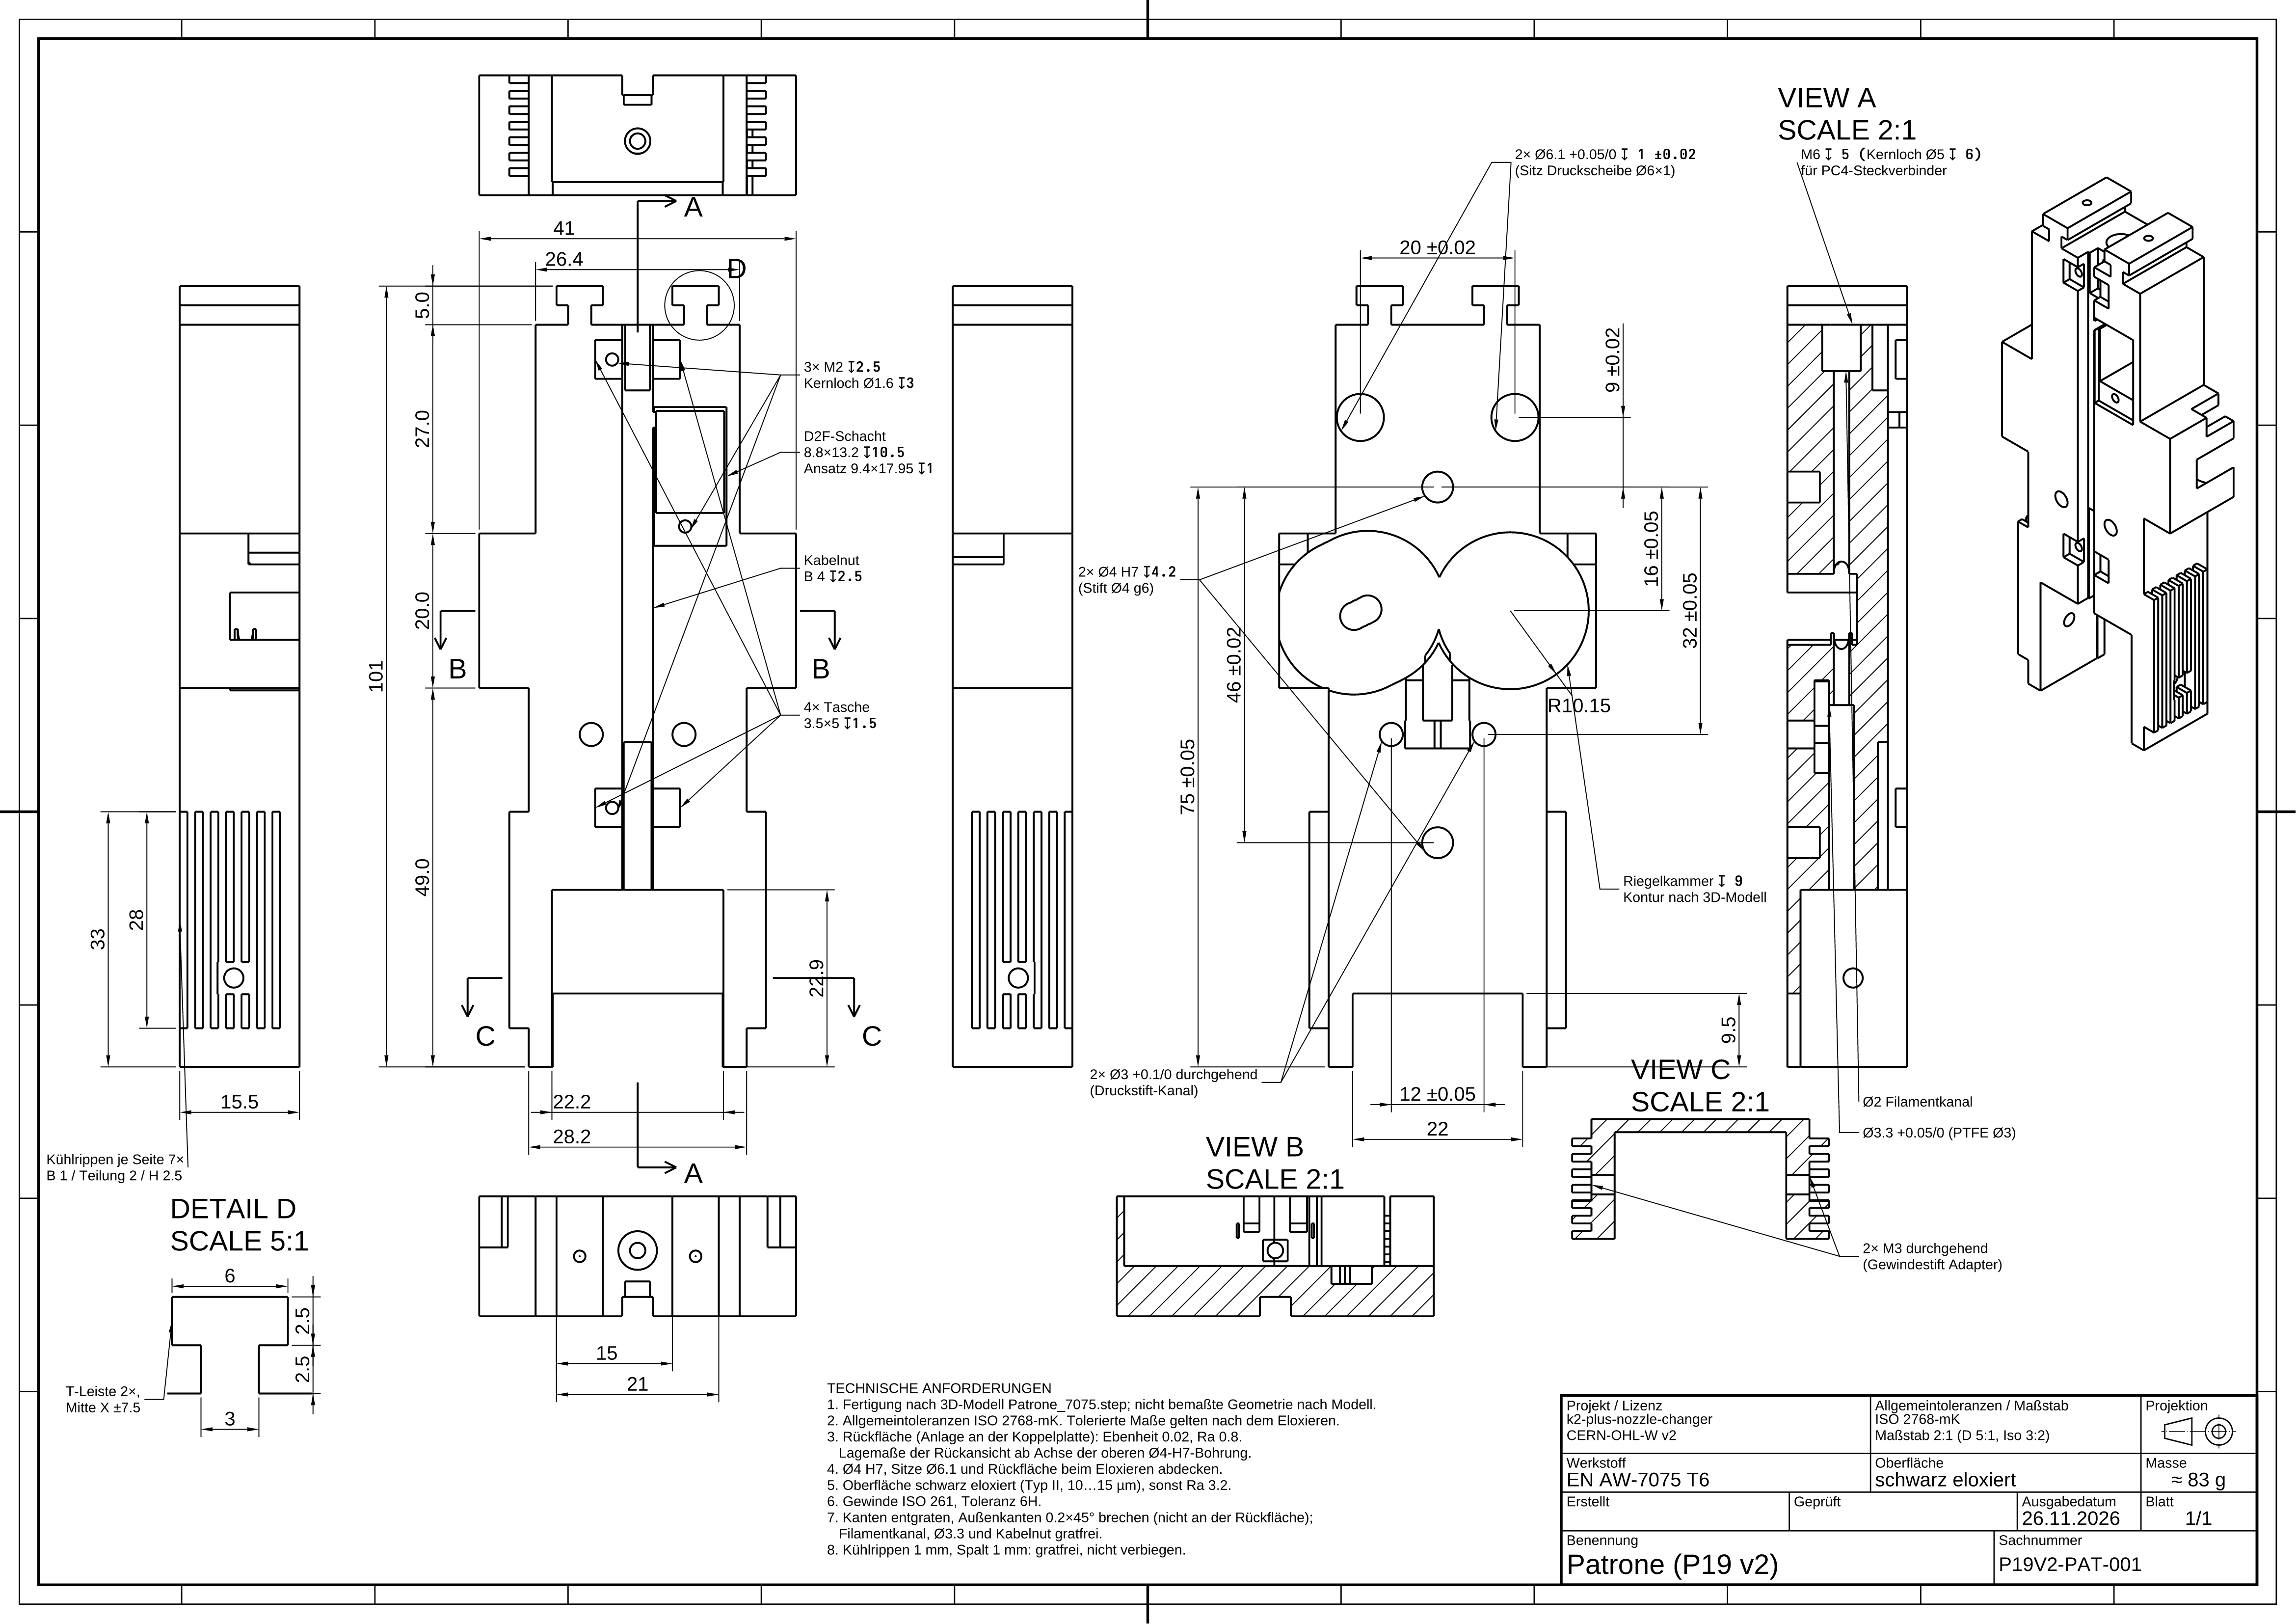 VIEW A
SCALE 2:1
M6 ↧ 5 (Kernloch Ø5 ↧ 6)
für PC4-Steckverbinder
2× Ø6.1 +0.05/0 ↧ 1 ±0.02
(Sitz Druckscheibe Ø6×1)
A
41
26.4
D
20 ±0.02
5.0
9 ±0.02
3× M2 ↧2.5
Kernloch Ø1.6 ↧3
27.0
D2F-Schacht
8.8×13.2 ↧10.5
Ansatz 9.4×17.95 ↧1
16 ±0.05
Kabelnut
B 4 ↧2.5
2× Ø4 H7 ↧4.2
(Stift Ø4 g6)
20.0
32 ±0.05
B
B
101
46 ±0.02
R10.15
4× Tasche
3.5×5 ↧1.5
75 ±0.05
49.0
Riegelkammer ↧ 9
Kontur nach 3D-Modell
28
33
22.9
C
C
9.5
VIEW C
SCALE 2:1
2× Ø3 +0.1/0 durchgehend
(Druckstift-Kanal)
15.5
22.2
12 ±0.05
Ø2 Filamentkanal
28.2
22
Ø3.3 +0.05/0 (PTFE Ø3)
VIEW B
SCALE 2:1
Kühlrippen je Seite 7×
B 1 / Teilung 2 / H 2.5
A
DETAIL D
SCALE 5:1
2× M3 durchgehend
(Gewindestift Adapter)
6
2.5
2.5
15
21
T-Leiste 2×,
Mitte X ±7.5
3
TECHNISCHE ANFORDERUNGEN
1. Fertigung nach 3D-Modell Patrone_7075.step; nicht bemaßte Geometrie nach Modell.
2. Allgemeintoleranzen ISO 2768-mK. Tolerierte Maße gelten nach dem Eloxieren.
3. Rückfläche (Anlage an der Koppelplatte): Ebenheit 0.02, Ra 0.8.
Lagemaße der Rückansicht ab Achse der oberen Ø4-H7-Bohrung.
4. Ø4 H7, Sitze Ø6.1 und Rückfläche beim Eloxieren abdecken.
5. Oberfläche schwarz eloxiert (Typ II, 10…15 µm), sonst Ra 3.2.
6. Gewinde ISO 261, Toleranz 6H.
7. Kanten entgraten, Außenkanten 0.2×45° brechen (nicht an der Rückfläche);
Filamentkanal, Ø3.3 und Kabelnut gratfrei.
8. Kühlrippen 1 mm, Spalt 1 mm: gratfrei, nicht verbiegen.
Projekt / Lizenz
k2-plus-nozzle-changer
CERN-OHL-W v2
Allgemeintoleranzen / Maßstab
ISO 2768-mK
Maßstab 2:1 (D 5:1, Iso 3:2)
Projektion
Werkstoff
EN AW-7075 T6
Oberfläche
schwarz eloxiert
Masse
≈ 83 g
Erstellt
Geprüft
Ausgabedatum
26.11.2026
Blatt
1/1
Benennung
Patrone (P19 v2)
Sachnummer
P19V2-PAT-001